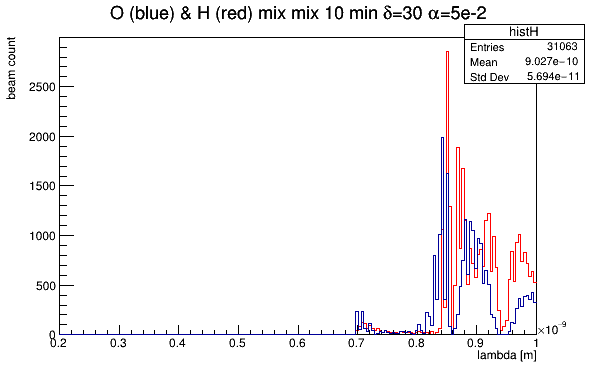 O (blue) & H (red) mix mix 10 min δ=30 α=5e-2
histH
Entries 31063
Mean 9.027e-10
Std Dev 5.694e-11
beam count
2500
2000
1500
1000
500
0
0.2 0.3 0.4 0.5 0.6 0.7 0.8 0.9 1
×10⁻⁹
lambda [m]